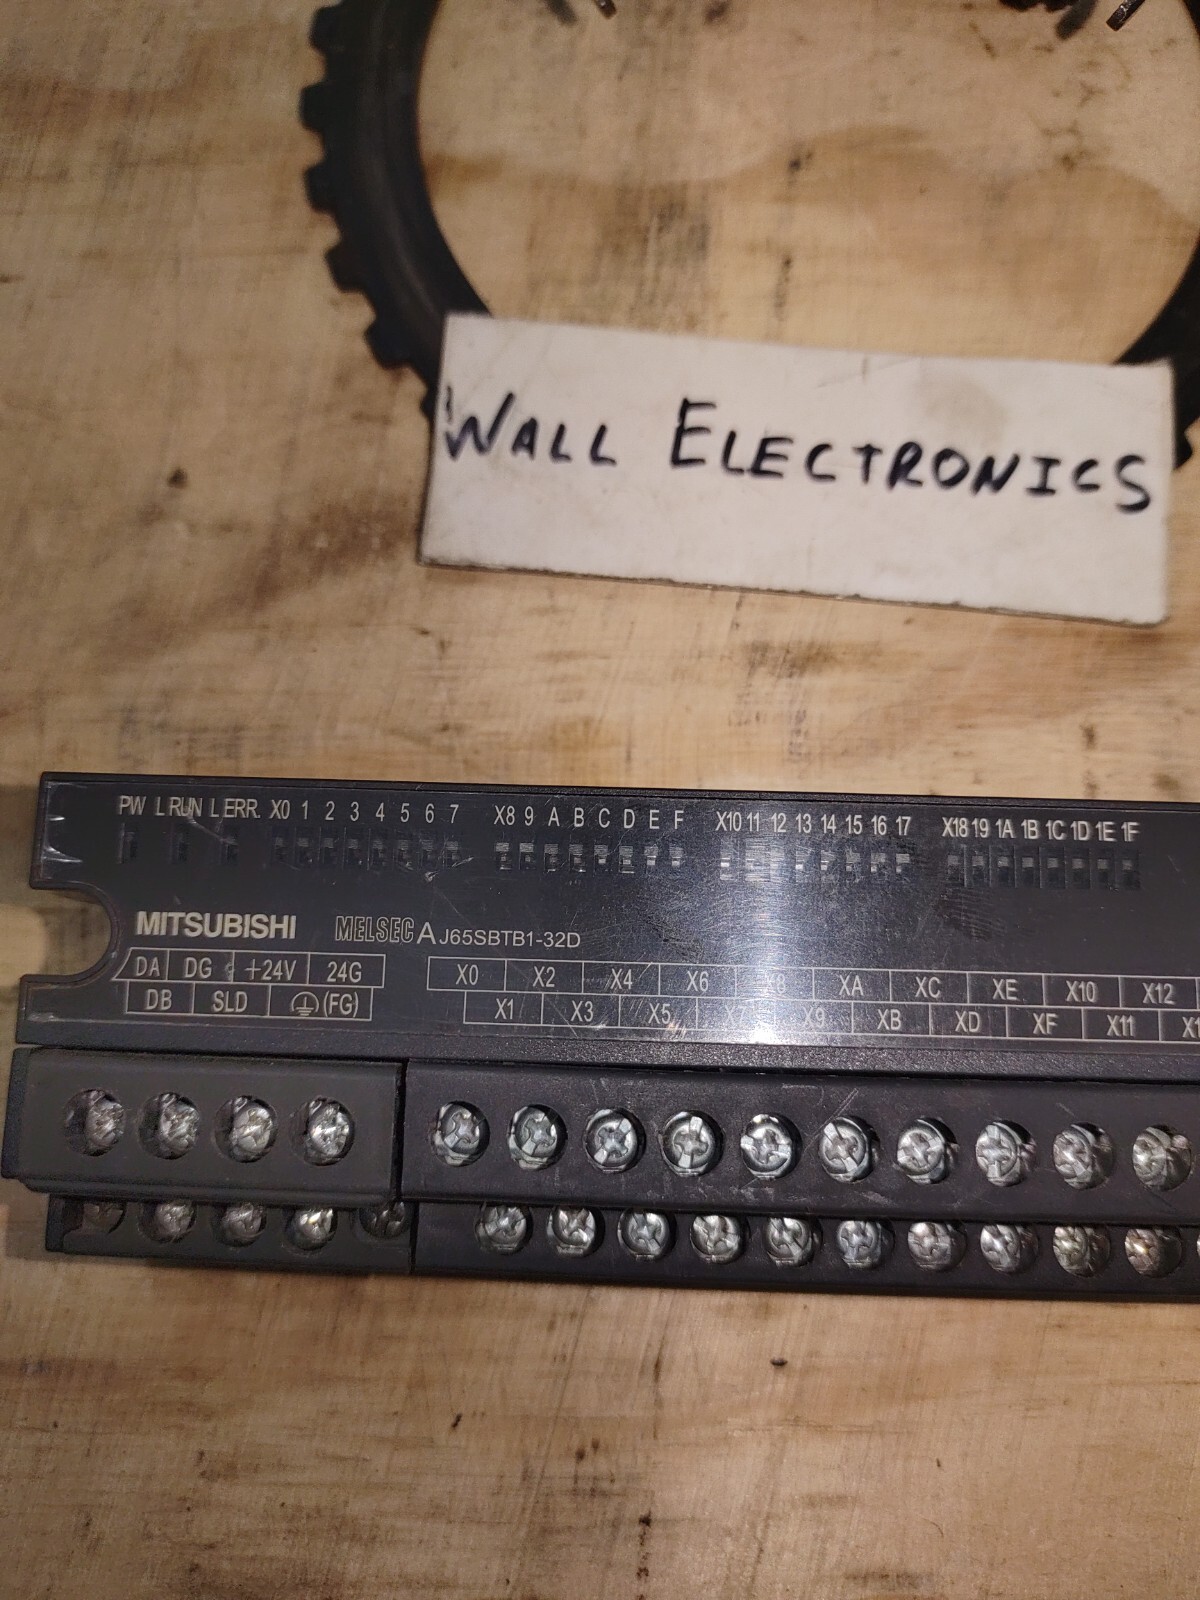 WALL ELECTRONICS
PW L RUN L ERR. X0 1 2 3 4 5 6 7 X8 9 A B C D E F X10 11 12 13 14 15 16 17 X18 19 1A 1B 1C 1D 1E 1F
MITSUBISHI MELSEC A J65SBTB1-32D
DA DG +24V 24G X0 X2 X4 X6 X8 XA XC XE X10 X12
DB SLD (FG) X1 X3 X5 X7 X9 XB XD XF X11